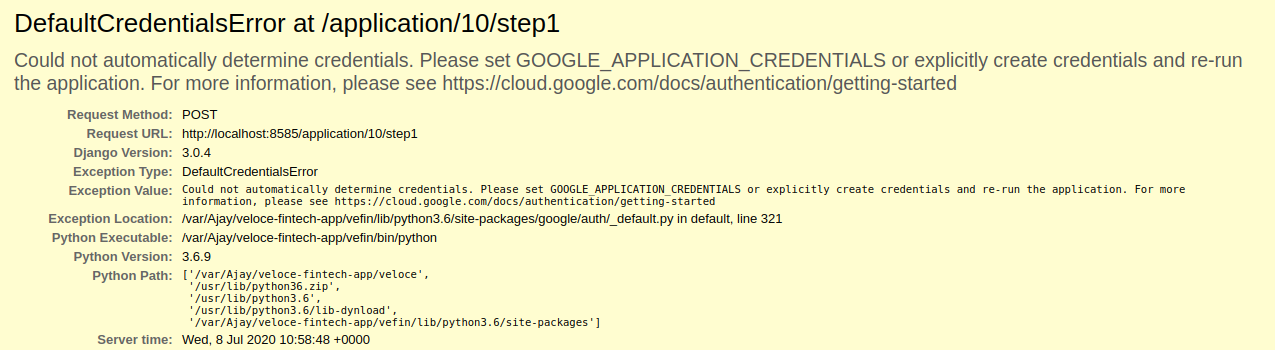 DefaultCredentialsError at /application/10/step1
Could not automatically determine credentials. Please set GOOGLE_APPLICATION_CREDENTIALS or explicitly create credentials and re-run
the application. For more information, please see https://cloud.google.com/docs/authentication/getting-started
Request Method: POST
Request URL: http://localhost:8585/application/10/step1
Django Version: 3.0.4
Exception Type: DefaultCredentialsError
Exception Value: Could not automatically determine credentials. Please set GOOGLE_APPLICATION_CREDENTIALS or explicitly create credentials and re-run the application. For more
information, please see https://cloud.google.com/docs/authentication/getting-started
Exception Location: /var/Ajay/veloce-fintech-app/vefin/lib/python3.6/site-packages/google/auth/_default.py in default, line 321
Python Executable: /var/Ajay/veloce-fintech-app/vefin/bin/python
Python Version: 3.6.9
Python Path: ['/var/Ajay/veloce-fintech-app/veloce',
'/usr/lib/python36.zip',
'/usr/lib/python3.6',
'/usr/lib/python3.6/lib-dynload',
'/var/Ajay/veloce-fintech-app/vefin/lib/python3.6/site-packages']
Server time: Wed, 8 Jul 2020 10:58:48 +0000